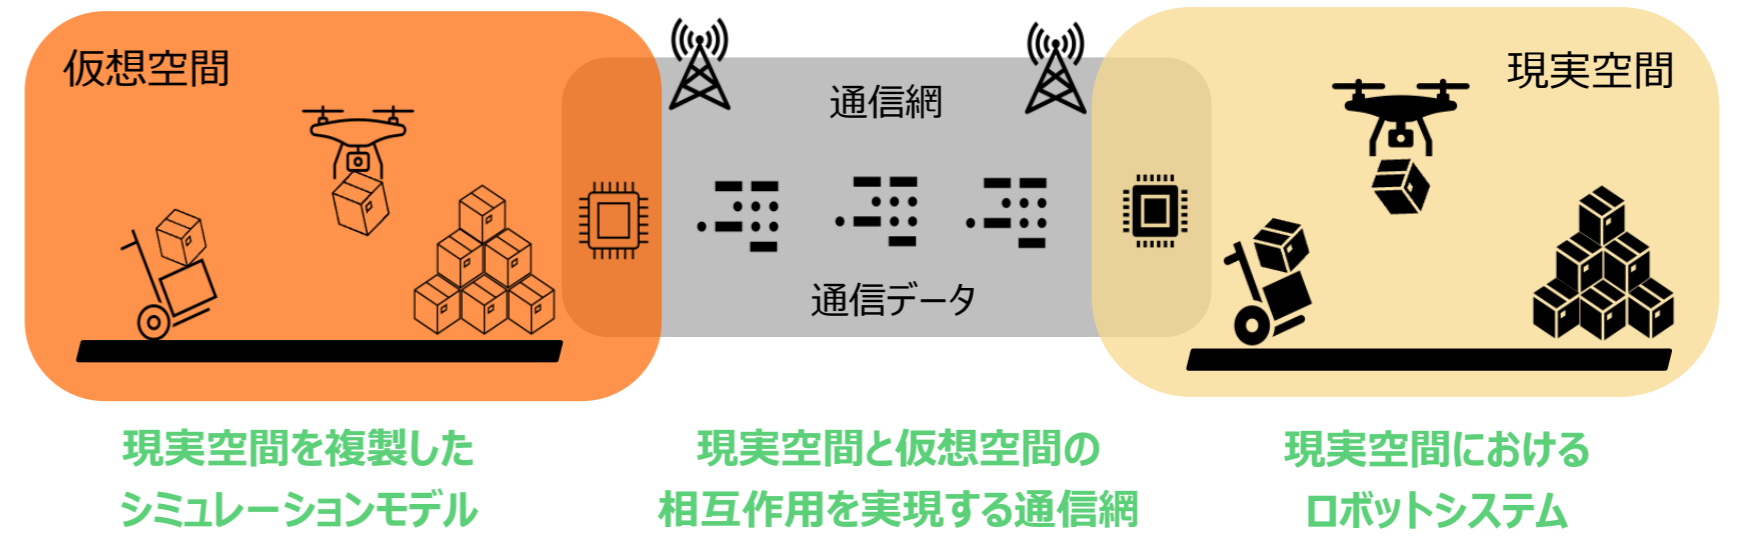 仮想空間
通信網
現実空間
通信データ
現実空間を複製した
シミュレーションモデル
現実空間と仮想空間の
相互作用を実現する通信網
現実空間における
ロボットシステム